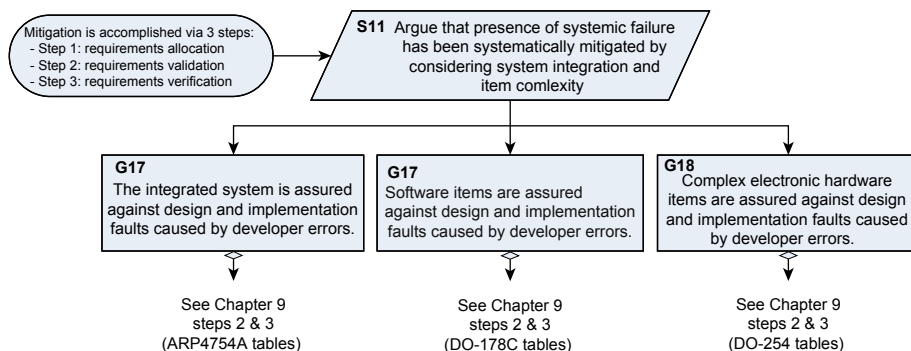 Mitigation is accomplished via 3 steps:
- Step 1: requirements allocation
- Step 2: requirements validation
- Step 3: requirements verification
S11 Argue that presence of systemic failure
has been systematically mitigated by
considering system integration and
item comlexity
G17
The integrated system is assured
against design and implementation
faults caused by developer errors.
G17
Software items are assured
against design and implementation
faults caused by developer errors.
G18
Complex electronic hardware
items are assured against design
and implementation faults caused
by developer errors.
See Chapter 9
steps 2 & 3
(ARP4754A tables)
See Chapter 9
steps 2 & 3
(DO-178C tables)
See Chapter 9
steps 2 & 3
(DO-254 tables)